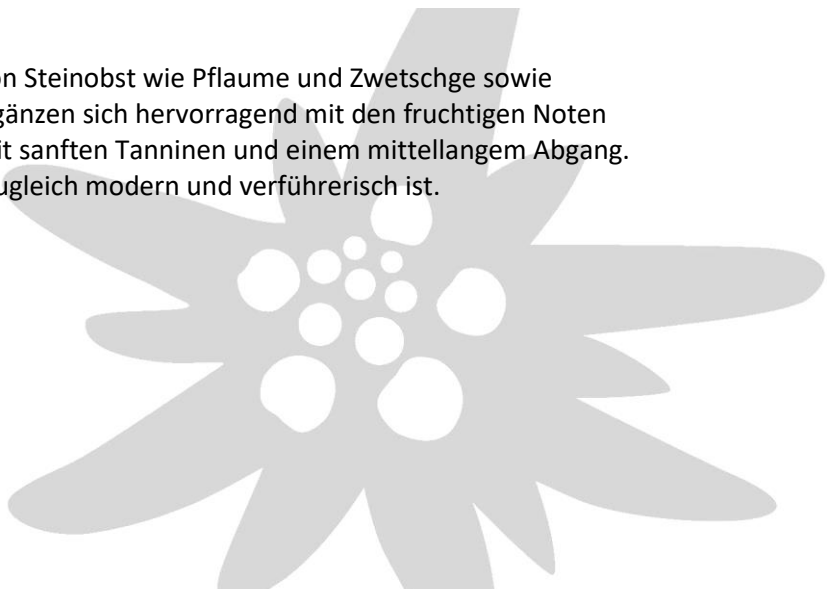 on Steinobst wie Pflaume und Zwetschge sowie
gänzen sich hervorragend mit den fruchtigen Noten
it sanften Tanninen und einem mittellangem Abgang.
ugleich modern und verführerisch ist.